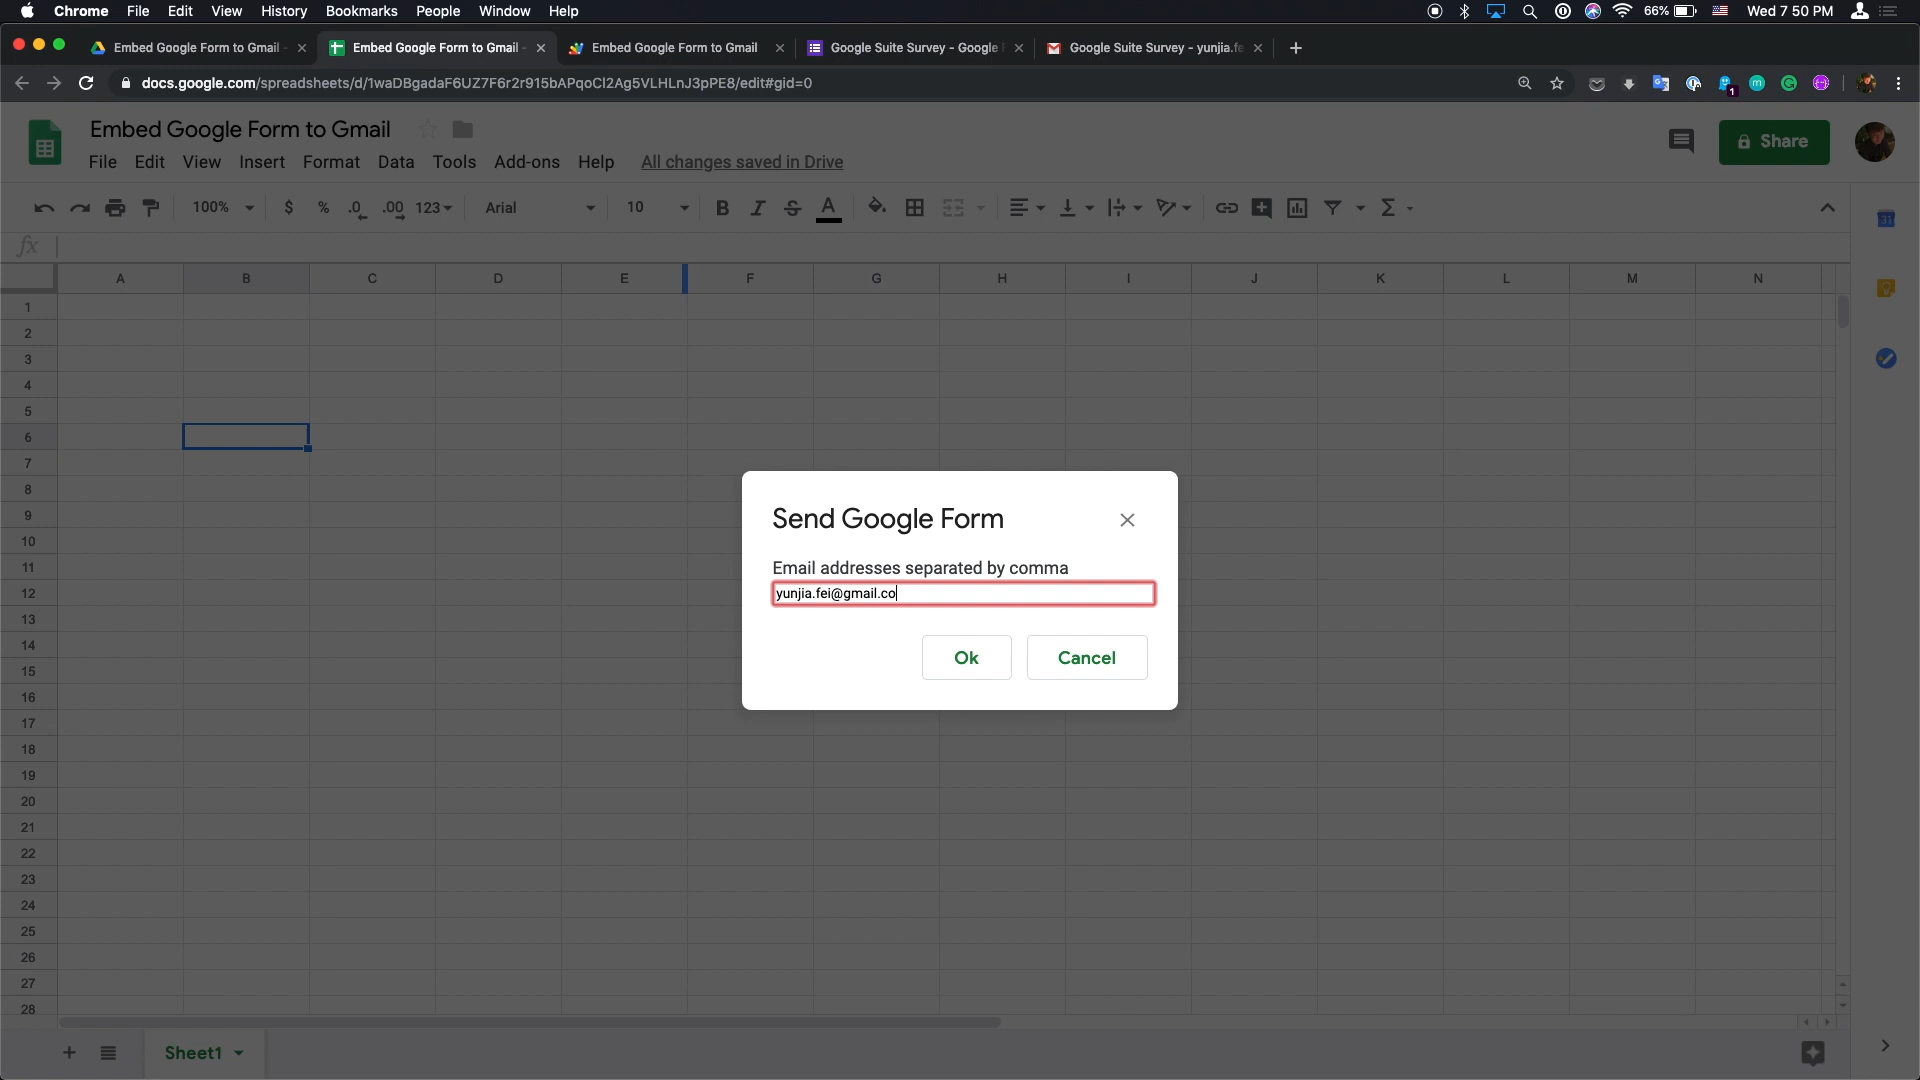 Chrome File Edit View History Bookmarks People Window Help 66% Wed 7 50 PM
Embed Google Form to Gmail - Embed Google Form to Gmail - Embed Google Form to Gmail Google Suite Survey - Google F Google Suite Survey - yunjia.fe
docs.google.com/spreadsheets/d/1waDBgadaF6UZ7F6r2r915bAPqoCl2Ag5VLHLnJ3pPE8/edit#gid=0
1
Embed Google Form to Gmail
Share
File Edit View Insert Format Data Tools Add-ons Help All changes saved in Drive
100% $ % .0 .00 123 Arial 10 B I S A Σ
31
fx
A B C D E F G H I J K L M N
1
2
3
4
5
6
7
8
9
10
11
12
13
14
15
16
17
18
19
20
21
22
23
24
25
26
27
28
Send Google Form
Email addresses separated by comma
yunjia.fei@gmail.co
Ok Cancel
Sheet1